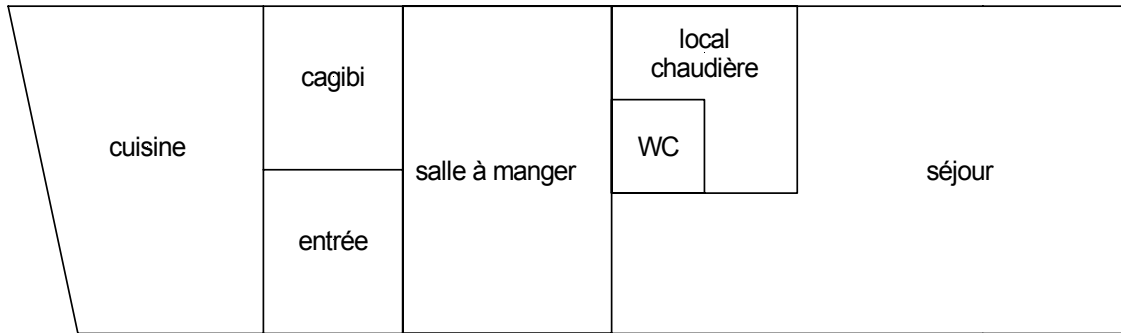 cuisine
cagibi
entrée
salle à manger
local
chaudière
WC
séjour